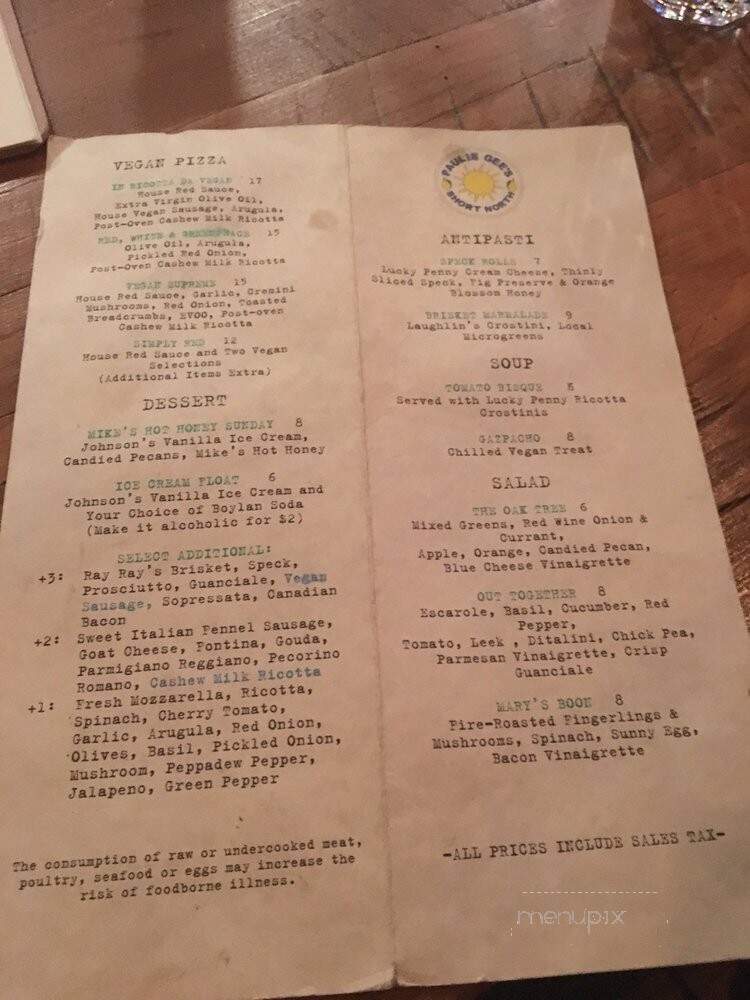 VEGAN PIZZA
IN RICOTTA DA VEGAN 17
House Red Sauce,
Extra Virgin Olive Oil,
House Vegan Sausage, Arugula,
Post-Oven Cashew Milk Ricotta
RED, WHITE & GREENPEACE 15
Olive Oil, Arugula,
Pickled Red Onion,
Post-Oven Cashew Milk Ricotta
VEGAN SUPREME 15
House Red Sauce, Garlic, Cremini
Mushrooms, Red Onion, Toasted
Breadcrumbs, EVOO, Post-oven
Cashew Milk Ricotta
SIMPLY RED 12
House Red Sauce and Two Vegan
Selections
(Additional Items Extra)
DESSERT
MIKE'S HOT HONEY SUNDAY 8
Johnson's Vanilla Ice Cream,
Candied Pecans, Mike's Hot Honey
ICE CREAM FLOAT 6
Johnson's Vanilla Ice Cream and
Your Choice of Boylan Soda
(Make it alcoholic for $2)
SELECT ADDITIONAL:
+3: Ray Ray's Brisket, Speck,
Prosciutto, Guanciale, Vegan
Sausage, Sopressata, Canadian
Bacon
+2: Sweet Italian Fennel Sausage,
Goat Cheese, Fontina, Gouda,
Parmigiano Reggiano, Pecorino
Romano, Cashew Milk Ricotta
+1: Fresh Mozzarella, Ricotta,
Spinach, Cherry Tomato,
Garlic, Arugula, Red Onion,
Olives, Basil, Pickled Onion,
Mushroom, Peppadew Pepper,
Jalapeno, Green Pepper
The consumption of raw or undercooked meat,
poultry, seafood or eggs may increase the
risk of foodborne illness.
PAULIE GEE'S
SHORT NORTH
ANTIPASTI
SPECK ROLLS 7
Lucky Penny Cream Cheese, Thinly
Sliced Speck, Fig Preserve & Orange
Blossom Honey
BRISKET MARMALADE 9
Laughlin's Crostini, Local
Microgreens
SOUP
TOMATO BISQUE 5
Served with Lucky Penny Ricotta
Crostinis
GAZPACHO 8
Chilled Vegan Treat
SALAD
THE OAK TREE 6
Mixed Greens, Red Wine Onion &
Currant,
Apple, Orange, Candied Pecan,
Blue Cheese Vinaigrette
OUT TOGETHER 8
Escarole, Basil, Cucumber, Red
Pepper,
Tomato, Leek , Ditalini, Chick Pea,
Parmesan Vinaigrette, Crisp
Guanciale
MARY'S BOON 8
Fire-Roasted Fingerlings &
Mushrooms, Spinach, Sunny Egg,
Bacon Vinaigrette
-ALL PRICES INCLUDE SALES TAX-
menupix